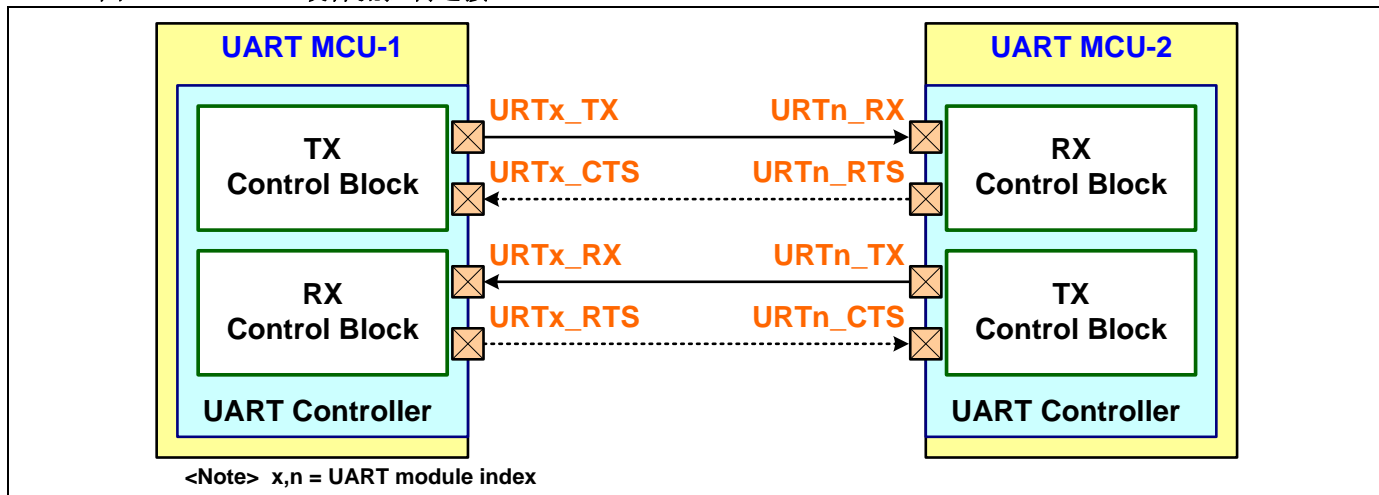 UART MCU-1
UART MCU-2
URTx_TX
URTn_RX
TX
Control Block
RX
Control Block
URTx_CTS
URTn_RTS
URTx_RX
URTn_TX
RX
Control Block
TX
Control Block
URTx_RTS
URTn_CTS
UART Controller
UART Controller
<Note> x,n = UART module index